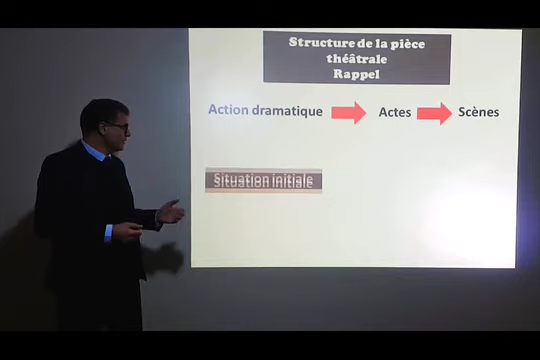 Structure de la pièce
théâtrale
Rappel
Action dramatique Actes Scènes
Situation initiale